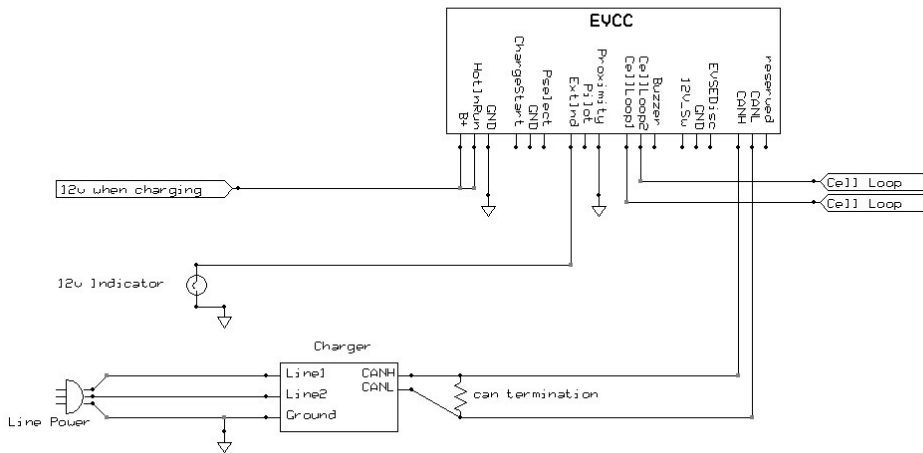 EVCC
B+
HotInRun
GND
ChargeStart
GND
Pselect
ExtInd
Pilot
Proximity
CellLoop1
CellLoop2
Buzzer
12V_Sw
GND
EVSEDisc
CANH
CANL
reserved
12v when charging
Cell Loop
Cell Loop
12v Indicator
Charger
Line1
CANH
CANL
Line2
can termination
Ground
Line Power